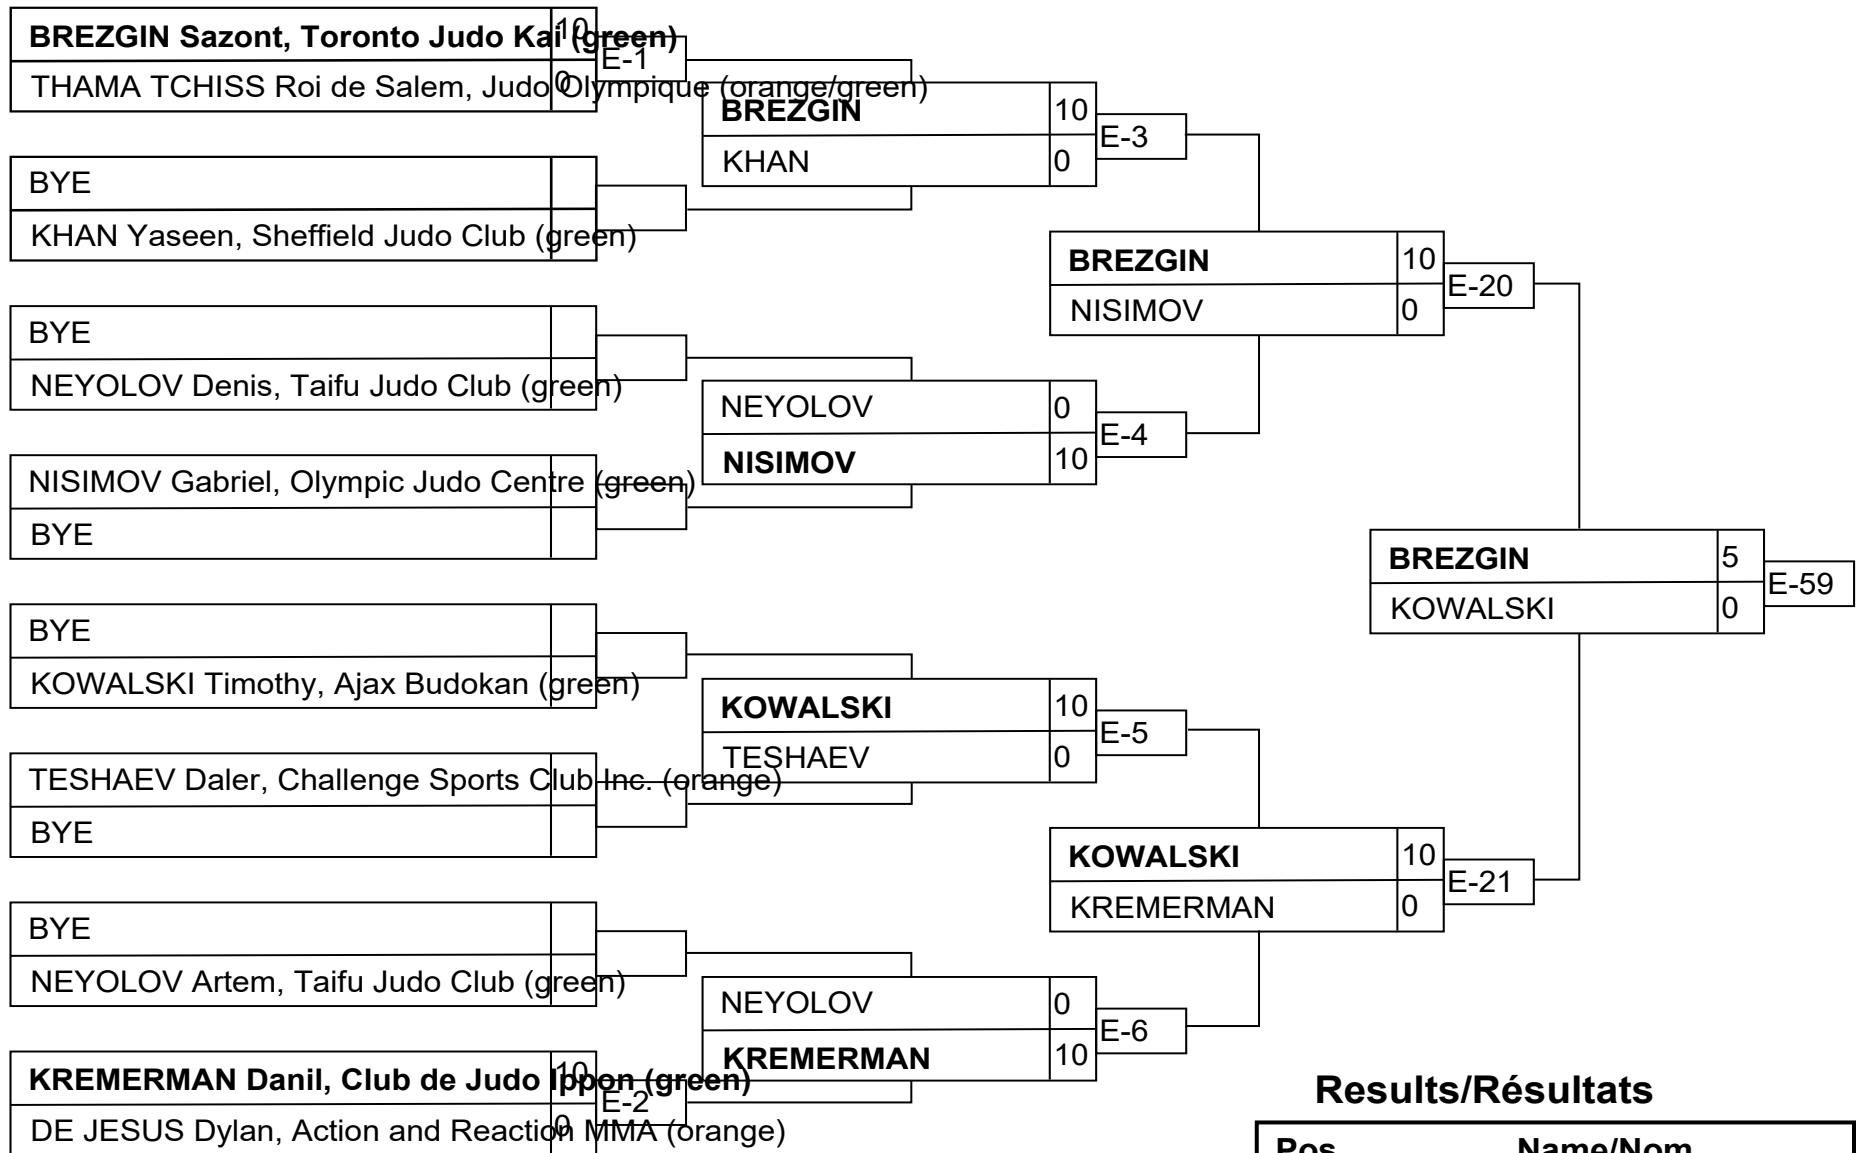 BREZGIN Sazont, Toronto Judo Kai (green) 10
E-1
THAMA TCHISS Roi de Salem, Judo Olympique (orange/green) 0
BYE
KHAN Yaseen, Sheffield Judo Club (green)
BYE
NEYOLOV Denis, Taifu Judo Club (green)
NISIMOV Gabriel, Olympic Judo Centre (green)
BYE
BYE
KOWALSKI Timothy, Ajax Budokan (green)
TESHAEV Daler, Challenge Sports Club Inc. (orange)
BYE
BYE
NEYOLOV Artem, Taifu Judo Club (green)
KREMERMAN Danil, Club de Judo Ippon (green) 10
E-2
DE JESUS Dylan, Action and Reaction MMA (orange) 0
BREZGIN 10
E-3
KHAN 0
NEYOLOV 0
E-4
NISIMOV 10
KOWALSKI 10
E-5
TESHAEV 0
NEYOLOV 0
E-6
KREMERMAN 10
BREZGIN 10
E-20
NISIMOV 0
KOWALSKI 10
E-21
KREMERMAN 0
BREZGIN 5
E-59
KOWALSKI 0
Results/Résultats
Pos Name/Nom